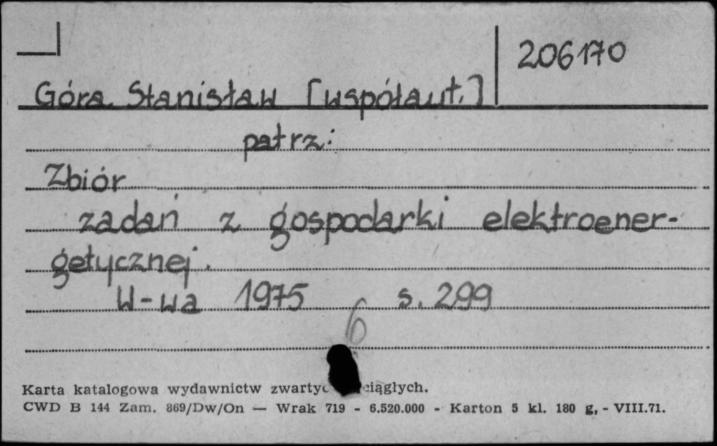 206170
Góra Stanisław [współaut.]
patrz:
Zbiór
zadań z gospodarki elektroener-
getycznej.
W-wa 1975 s. 299
6
Karta katalogowa wydawnictw ciągłych.
CWD B 144 Zam. 869/Dw/On — Wrak 719 - 6.520.000 - Karton 5 kl. 180 g, - VIII.71.